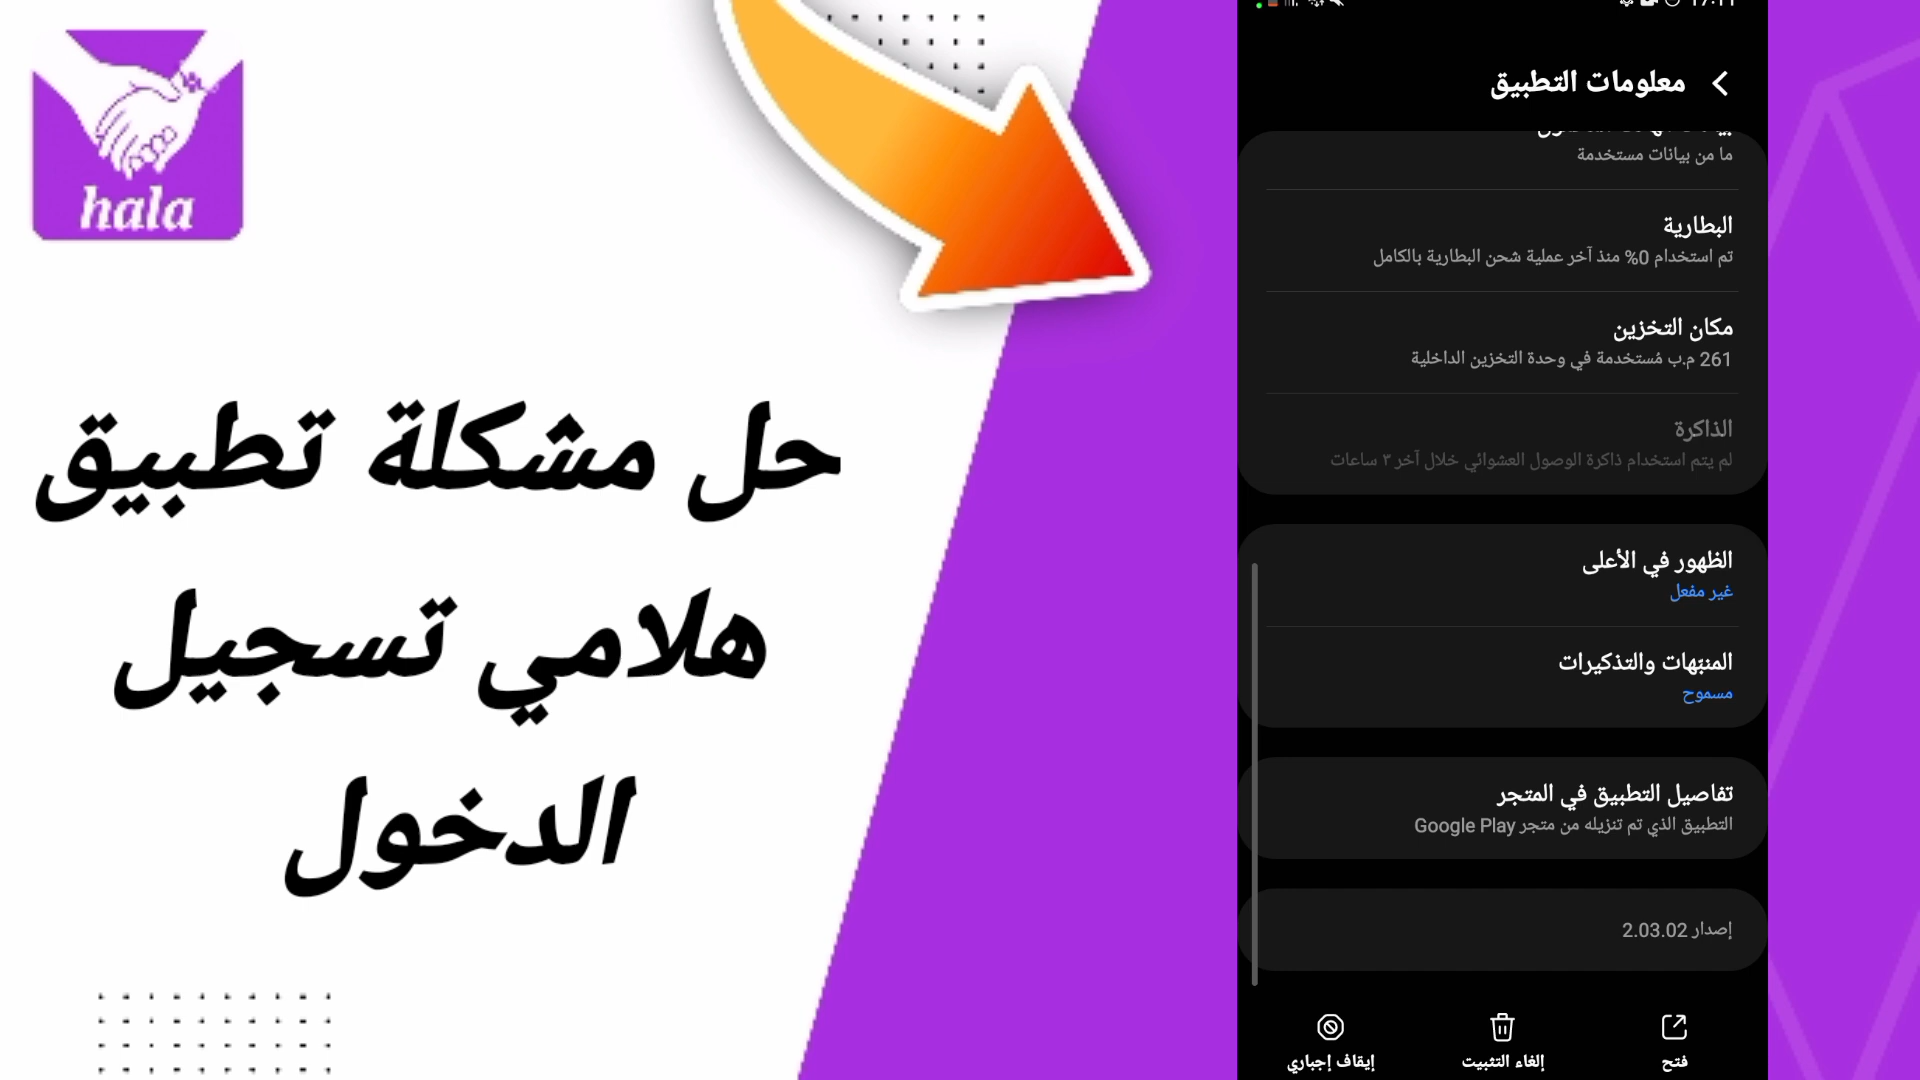 hala
حل مشكلة تطبيق
هلامي تسجيل
الدخول
معلومات التطبيق
ما من بيانات مستخدمة
البطارية
تم استخدام 0% منذ آخر عملية شحن البطارية بالكامل
مكان التخزين
261 م.ب مُستخدمة في وحدة التخزين الداخلية
الذاكرة
لم يتم استخدام ذاكرة الوصول العشوائي خلال آخر ٣ ساعات
الظهور في الأعلى
غير مفعل
المنبّهات والتذكيرات
مسموح
تفاصيل التطبيق في المتجر
التطبيق الذي تم تنزيله من متجر Google Play
إصدار 2.03.02
فتح
إلغاء التثبيت
إيقاف إجباري